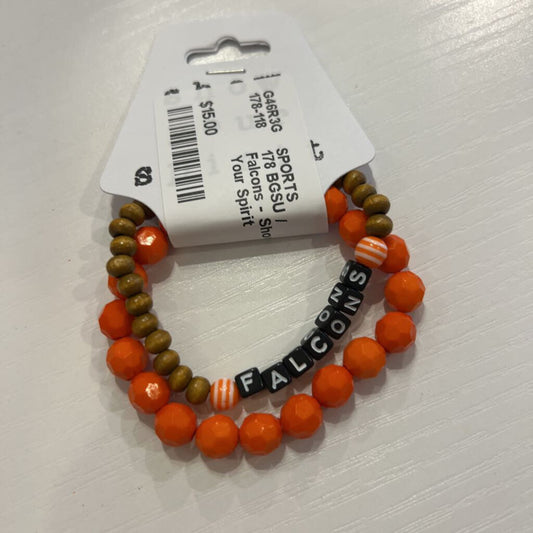 G46R3G
178-118
$15.00
SPORTS
178 BGSU /
Falcons - Sho
Your Spirit
FALCONS